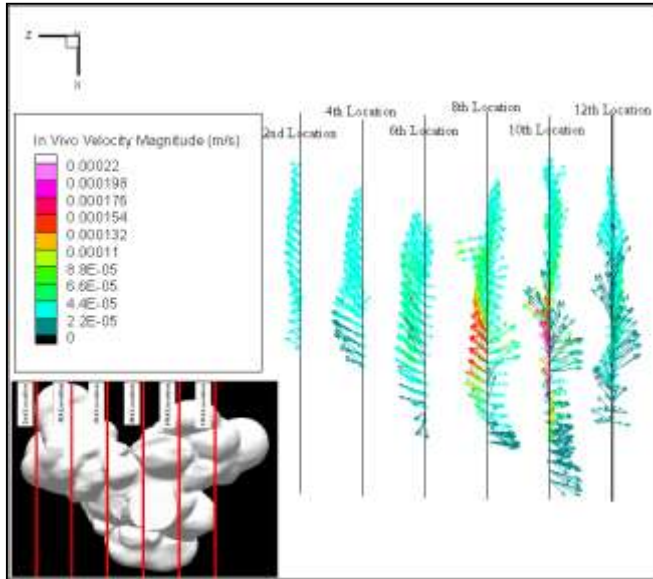 Z
X
4th Location
8th Location
12th Location
2nd Location
6th Location
10th Location
In Vivo Velocity Magnitude (m/s)
0.00022
0.000198
0.000176
0.000154
0.000132
0.00011
8.8E-05
6.6E-05
4.4E-05
2.2E-05
0